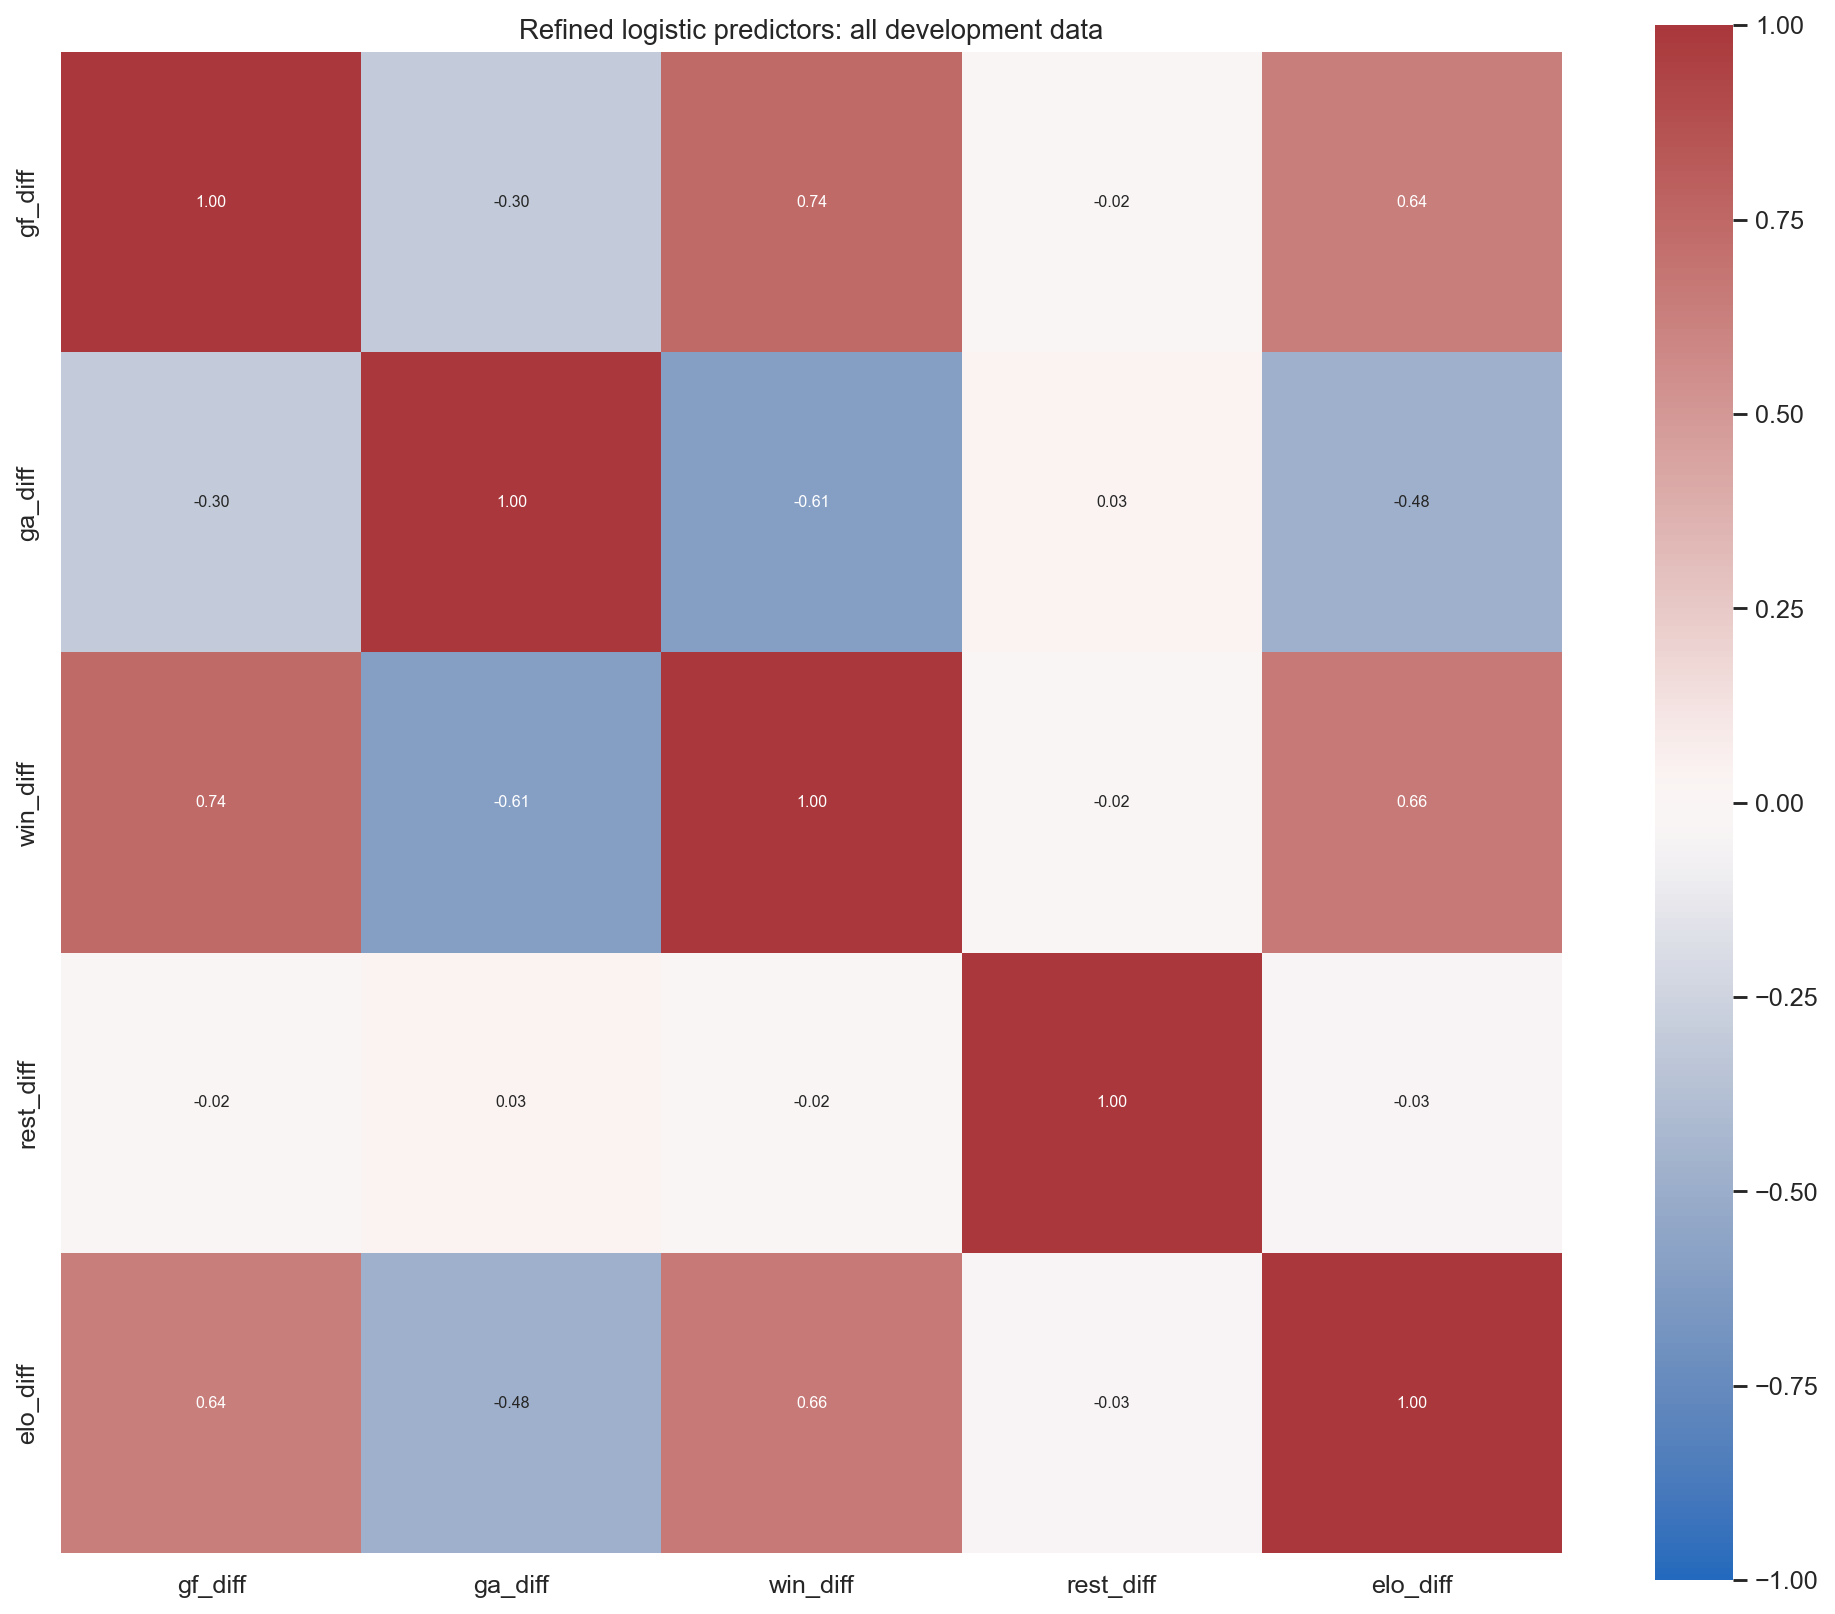 Refined logistic predictors: all development data
gf_diff 1.00 -0.30 0.74 -0.02 0.64
ga_diff -0.30 1.00 -0.61 0.03 -0.48
win_diff 0.74 -0.61 1.00 -0.02 0.66
rest_diff -0.02 0.03 -0.02 1.00 -0.03
elo_diff 0.64 -0.48 0.66 -0.03 1.00
gf_diff ga_diff win_diff rest_diff elo_diff
1.00
0.75
0.50
0.25
0.00
−0.25
−0.50
−0.75
−1.00